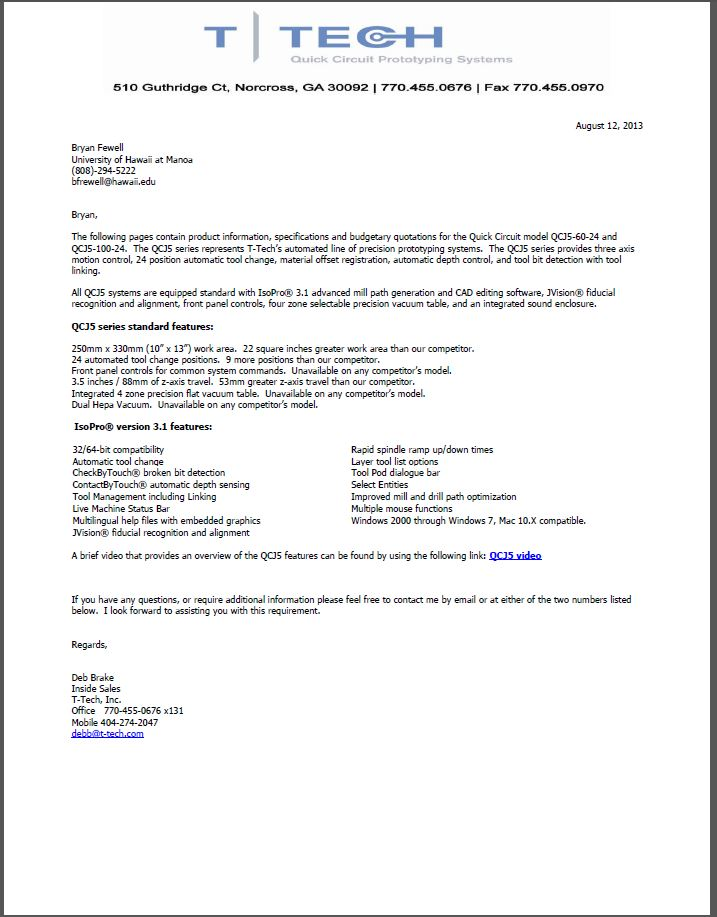 T TECH
Quick Circuit Prototyping Systems
510 Guthridge Ct, Norcross, GA 30092 | 770.455.0676 | Fax 770.455.0970
August 12, 2013
Bryan Fewell
University of Hawaii at Manoa
(808)-294-5222
bfrewell@hawaii.edu
Bryan,
The following pages contain product information, specifications and budgetary quotations for the Quick Circuit model QCJ5-60-24 and
QCJ5-100-24. The QCJ5 series represents T-Tech's automated line of precision prototyping systems. The QCJ5 series provides three axis
motion control, 24 position automatic tool change, material offset registration, automatic depth control, and tool bit detection with tool
linking.
All QCJ5 systems are equipped standard with IsoPro® 3.1 advanced mill path generation and CAD editing software, JVision® fiducial
recognition and alignment, front panel controls, four zone selectable precision vacuum table, and an integrated sound enclosure.
QCJ5 series standard features:
250mm x 330mm (10" x 13") work area. 22 square inches greater work area than our competitor.
24 automated tool change positions. 9 more positions than our competitor.
Front panel controls for common system commands. Unavailable on any competitor's model.
3.5 inches / 88mm of z-axis travel. 53mm greater z-axis travel than our competitor.
Integrated 4 zone precision flat vacuum table. Unavailable on any competitor's model.
Dual Hepa Vacuum. Unavailable on any competitor's model.
IsoPro® version 3.1 features:
32/64-bit compatibility
Automatic tool change
CheckByTouch® broken bit detection
ContactByTouch® automatic depth sensing
Tool Management including Linking
Live Machine Status Bar
Multilingual help files with embedded graphics
JVision® fiducial recognition and alignment
Rapid spindle ramp up/down times
Layer tool list options
Tool Pod dialogue bar
Select Entities
Improved mill and drill path optimization
Multiple mouse functions
Windows 2000 through Windows 7, Mac 10.X compatible.
A brief video that provides an overview of the QCJ5 features can be found by using the following link: QCJ5 video
If you have any questions, or require additional information please feel free to contact me by email or at either of the two numbers listed
below. I look forward to assisting you with this requirement.
Regards,
Deb Brake
Inside Sales
T-Tech, Inc.
Office 770-455-0676 x131
Mobile 404-274-2047
debb@t-tech.com